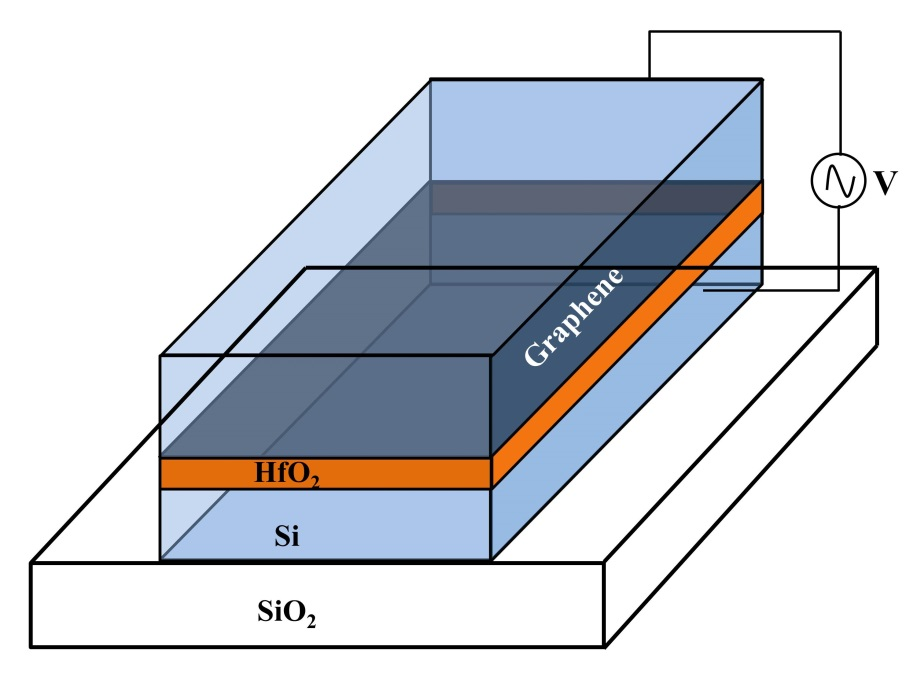 V
Graphene
HfO₂
Si
SiO₂